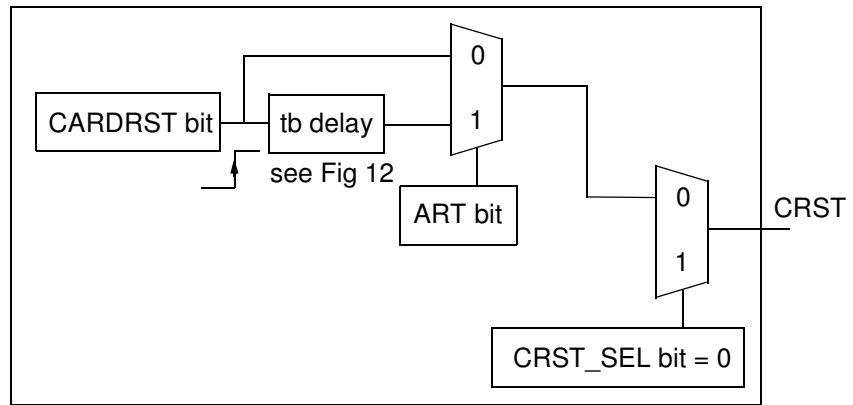 0
CARDRST bit
tb delay
1
see Fig 12
ART bit
0
CRST
1
CRST_SEL bit = 0